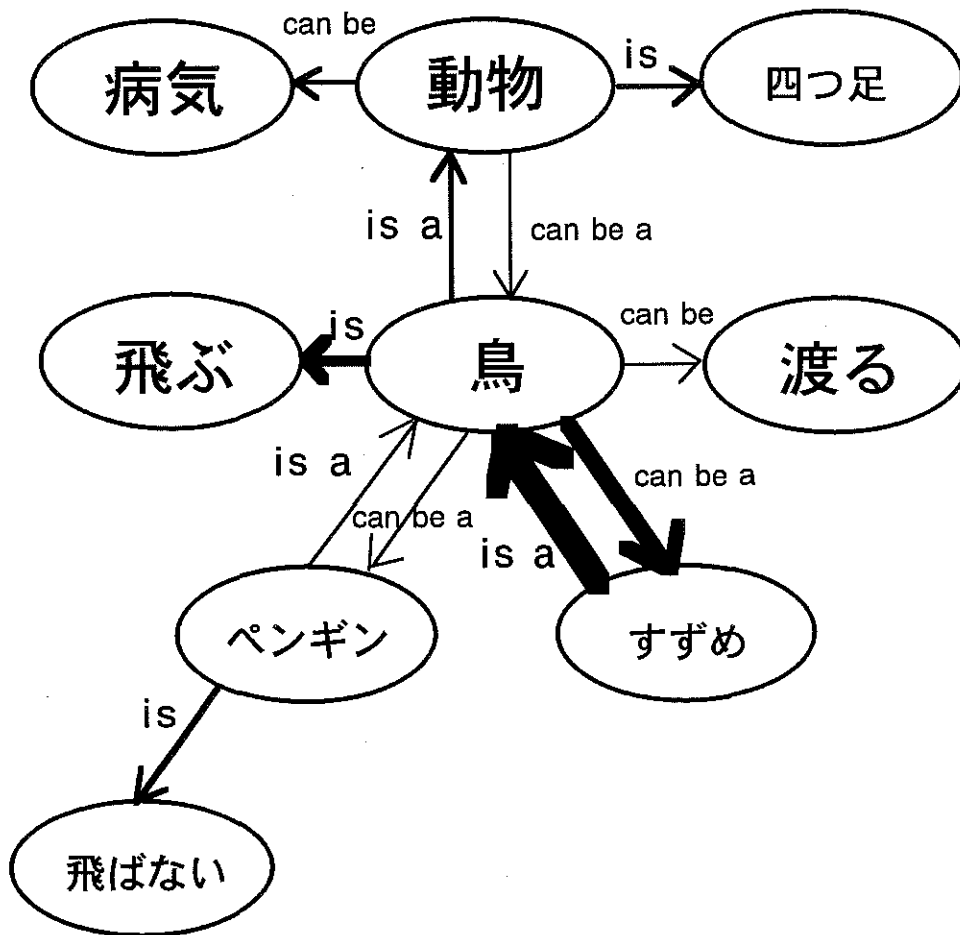 can be
病気
動物
is
四つ足
is a
can be a
飛ぶ
is
鳥
can be
渡る
is a
can be a
can be a
is a
ペンギン
すずめ
is
飛ばない